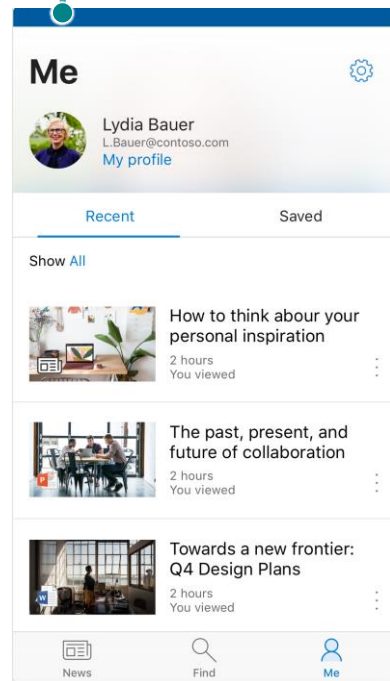 Me
Lydia Bauer
L.Bauer@contoso.com
My profile
Recent
Saved
Show All
How to think abour your
personal inspiration
2 hours
You viewed
The past, present, and
future of collaboration
2 hours
You viewed
P
Towards a new frontier:
Q4 Design Plans
2 hours
You viewed
W
News
Find
Me